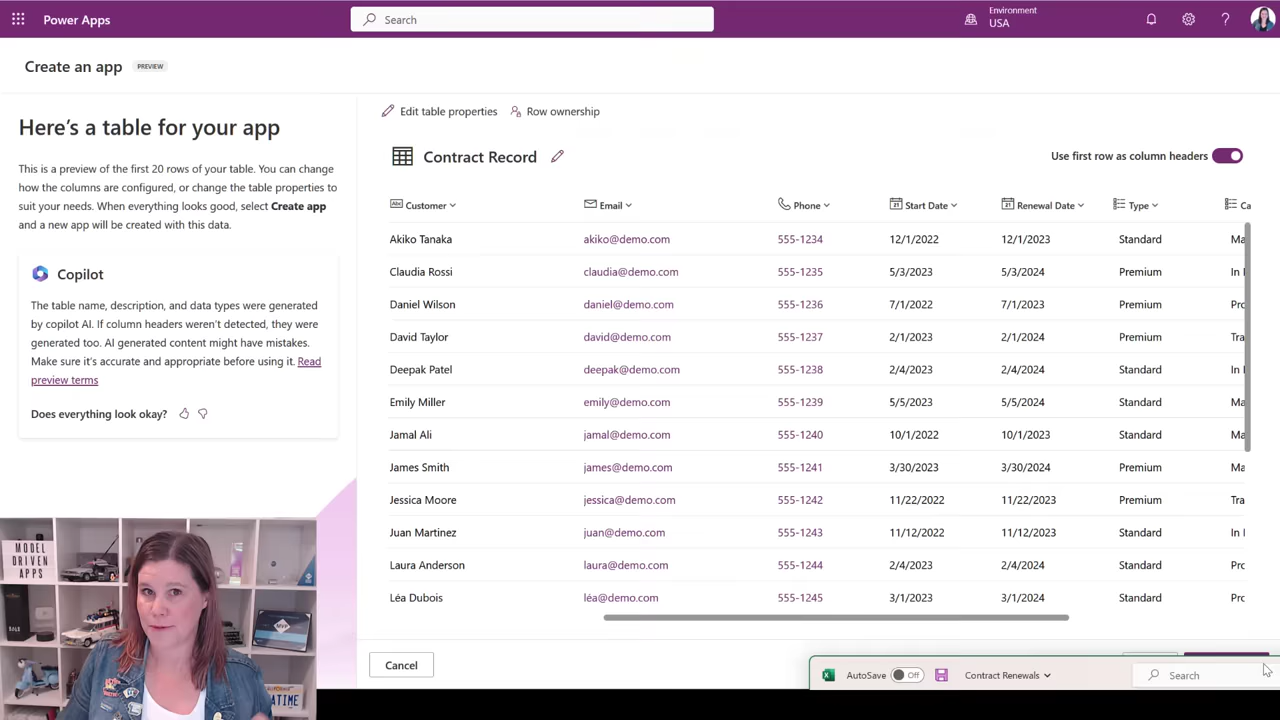 Power Apps
Search
Environment
USA
Create an app
PREVIEW
Here's a table for your app
This is a preview of the first 20 rows of your table. You can change
how the columns are configured, or change the table properties to
suit your needs. When everything looks good, select Create app
and a new app will be created with this data.
Copilot
The table name, description, and data types were generated
by copilot AI. If column headers weren't detected, they were
generated too. AI generated content might have mistakes.
Make sure it's accurate and appropriate before using it. Read
preview terms
Does everything look okay?
Edit table properties
Row ownership
Contract Record
Use first row as column headers
Abc Customer Email Phone Start Date Renewal Date Type Ca
Akiko Tanaka akiko@demo.com 555-1234 12/1/2022 12/1/2023 Standard Ma
Claudia Rossi claudia@demo.com 555-1235 5/3/2023 5/3/2024 Premium In
Daniel Wilson daniel@demo.com 555-1236 7/1/2022 7/1/2023 Premium Pro
David Taylor david@demo.com 555-1237 2/1/2023 2/1/2024 Standard Tra
Deepak Patel deepak@demo.com 555-1238 2/4/2023 2/4/2024 Standard In
Emily Miller emily@demo.com 555-1239 5/5/2023 5/5/2024 Premium Ma
Jamal Ali jamal@demo.com 555-1240 10/1/2022 10/1/2023 Standard Ma
James Smith james@demo.com 555-1241 3/30/2023 3/30/2024 Premium Ma
Jessica Moore jessica@demo.com 555-1242 11/22/2022 11/22/2023 Premium Tra
Juan Martinez juan@demo.com 555-1243 11/12/2022 11/12/2023 Standard In
Laura Anderson laura@demo.com 555-1244 2/4/2023 2/4/2024 Standard Pro
Léa Dubois léa@demo.com 555-1245 3/1/2023 3/1/2024 Standard Pro
Cancel
AutoSave Off
Contract Renewals
Search
MODEL
DRIVEN
APPS
MVP